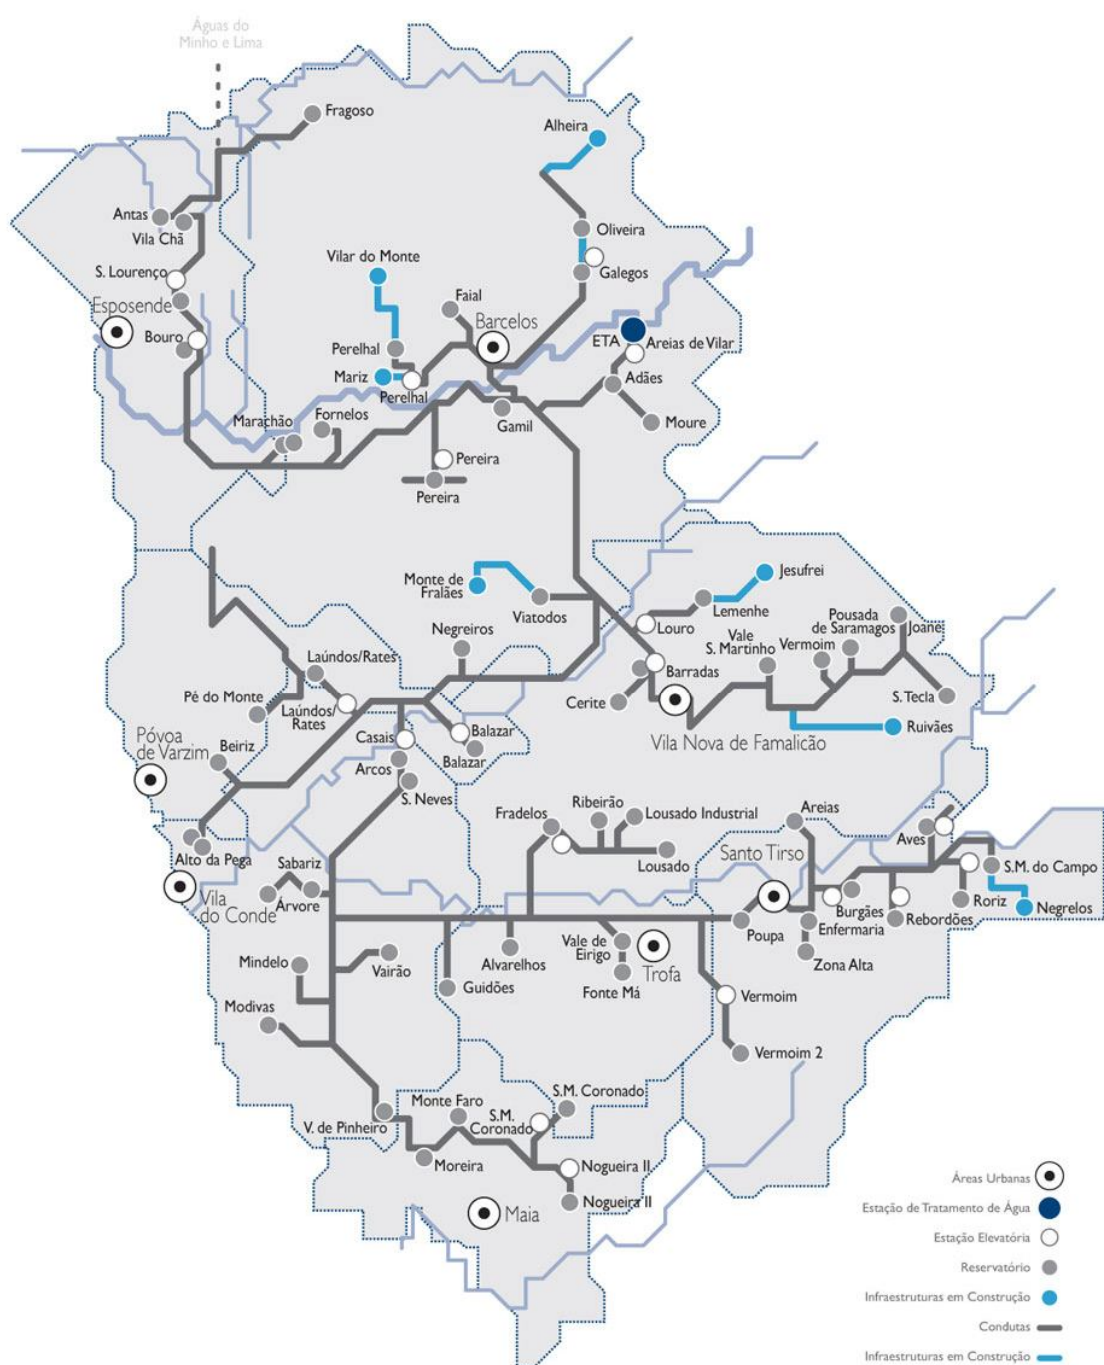 Águas do
Minho e Lima
Fragoso
Alheira
Antas
Vila Chã
Oliveira
S. Lourenço
Vilar do Monte
Galegos
Esposende
Faial
Barcelos
Bouro
Perelhal
ETA
Areias de Vilar
Mariz
Perelhal
Adães
Marachão
Fornelos
Gamil
Moure
Pereira
Pereira
Monte de
Fralães
Viatodos
Jesufrei
Lemenhe
Louro
Pousada
de Saramagos
Joane
Negreiros
Vale
S. Martinho
Vermoim
Laúndos/Rates
Barradas
Pé do Monte
Laúndos/
Rates
Cerite
S. Tecla
Póvoa
de Varzim
Beiriz
Casais
Balazar
Balazar
Vila Nova de Famalicão
Ruivães
Arcos
S. Neves
Fradelos
Ribeirão
Lousado Industrial
Areias
Alto da Pega
Lousado
Santo Tirso
Aves
Sabariz
S.M. do Campo
Vila
do Conde
Árvore
Burgães
Roriz
Negrelos
Poupa
Enfermaria
Rebordões
Mindelo
Vairão
Alvarelhos
Vale de
Eirigo
Trofa
Zona Alta
Guidões
Fonte Má
Modivas
Vermoim
Vermoim 2
V. de Pinheiro
Monte Faro
S.M.
Coronado
S.M. Coronado
Moreira
Nogueira II
Nogueira II
Maia
Áreas Urbanas
Estação de Tratamento de Água
Estação Elevatória
Reservatório
Infraestruturas em Construção
Condutas
Infraestruturas em Construção